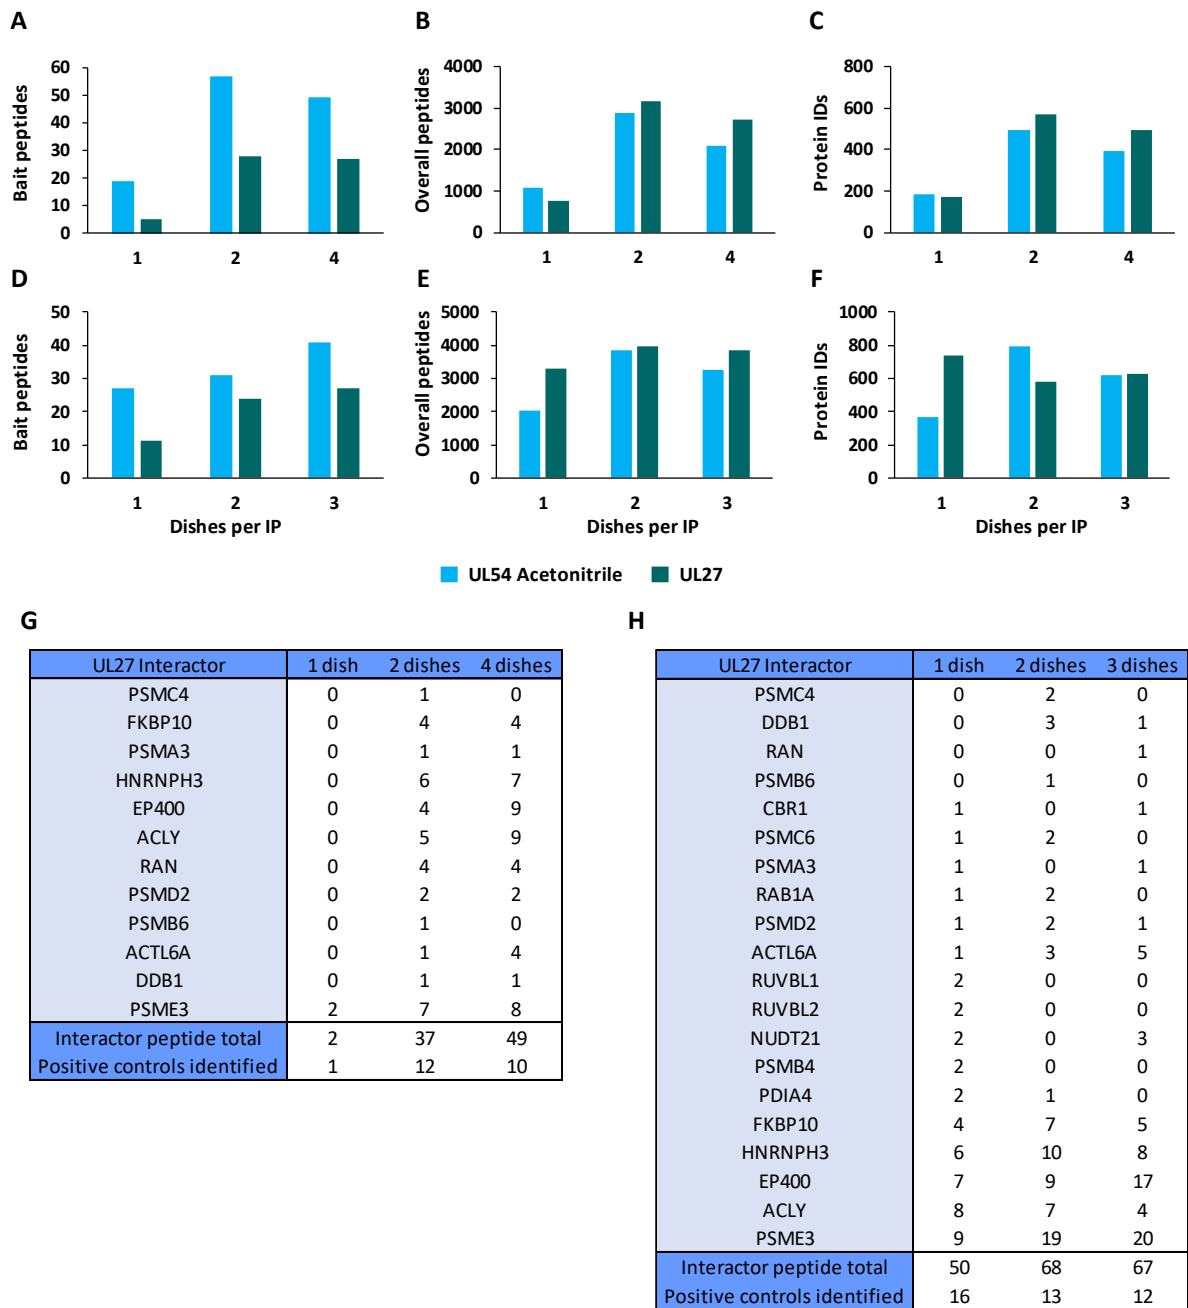 A
B
C
Bait peptides
60
50
40
30
20
10
0
1 2 4
Overall peptides
4000
3000
2000
1000
0
1 2 4
Protein IDs
800
600
400
200
0
1 2 4
D
E
F
Bait peptides
50
40
30
20
10
0
1 2 3
Dishes per IP
Overall peptides
5000
4000
3000
2000
1000
0
1 2 3
Dishes per IP
Protein IDs
1000
800
600
400
200
0
1 2 3
Dishes per IP
UL54 Acetonitrile UL27
G
UL27 Interactor 1 dish 2 dishes 4 dishes
PSMC4 0 1 0
FKBP10 0 4 4
PSMA3 0 1 1
HNRNPH3 0 6 7
EP400 0 4 9
ACLY 0 5 9
RAN 0 4 4
PSMD2 0 2 2
PSMB6 0 1 0
ACTL6A 0 1 4
DDB1 0 1 1
PSME3 2 7 8
Interactor peptide total 2 37 49
Positive controls identified 1 12 10
H
UL27 Interactor 1 dish 2 dishes 3 dishes
PSMC4 0 2 0
DDB1 0 3 1
RAN 0 0 1
PSMB6 0 1 0
CBR1 1 0 1
PSMC6 1 2 0
PSMA3 1 0 1
RAB1A 1 2 0
PSMD2 1 2 1
ACTL6A 1 3 5
RUVBL1 2 0 0
RUVBL2 2 0 0
NUDT21 2 0 3
PSMB4 2 0 0
PDIA4 2 1 0
FKBP10 4 7 5
HNRNPH3 6 10 8
EP400 7 9 17
ACLY 8 7 4
PSME3 9 19 20
Interactor peptide total 50 68 67
Positive controls identified 16 13 12